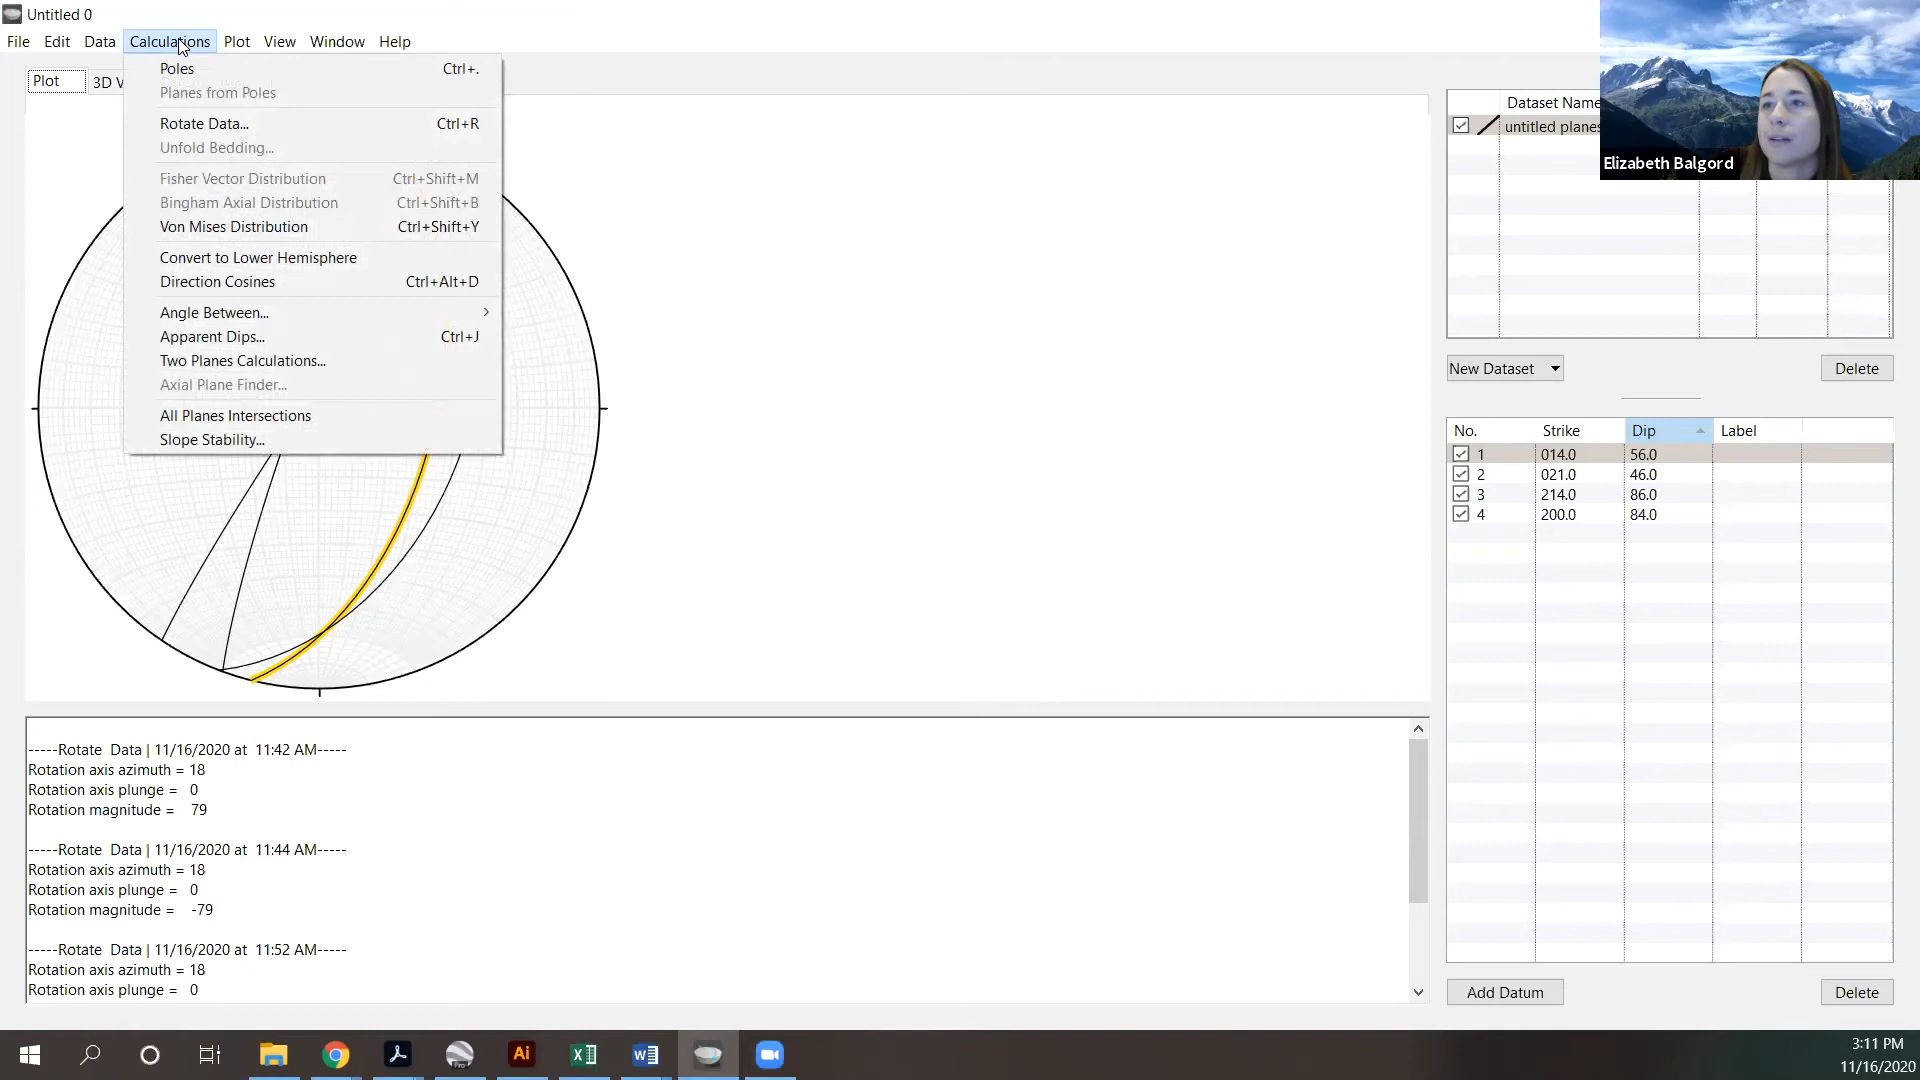 Untitled 0
File Edit Data Calculations Plot View Window Help
Plot 3D V
Poles Ctrl+.
Planes from Poles
Rotate Data... Ctrl+R
Unfold Bedding...
Fisher Vector Distribution Ctrl+Shift+M
Bingham Axial Distribution Ctrl+Shift+B
Von Mises Distribution Ctrl+Shift+Y
Convert to Lower Hemisphere
Direction Cosines Ctrl+Alt+D
Angle Between...
Apparent Dips... Ctrl+J
Two Planes Calculations...
Axial Plane Finder...
All Planes Intersections
Slope Stability...
Dataset Name
untitled planes
Elizabeth Balgord
New Dataset Delete
No. Strike Dip Label
1 014.0 56.0
2 021.0 46.0
3 214.0 86.0
4 200.0 84.0
-----Rotate Data | 11/16/2020 at 11:42 AM-----
Rotation axis azimuth = 18
Rotation axis plunge = 0
Rotation magnitude = 79
-----Rotate Data | 11/16/2020 at 11:44 AM-----
Rotation axis azimuth = 18
Rotation axis plunge = 0
Rotation magnitude = -79
-----Rotate Data | 11/16/2020 at 11:52 AM-----
Rotation axis azimuth = 18
Rotation axis plunge = 0
Add Datum Delete
Pro
Ai
3:11 PM
11/16/2020